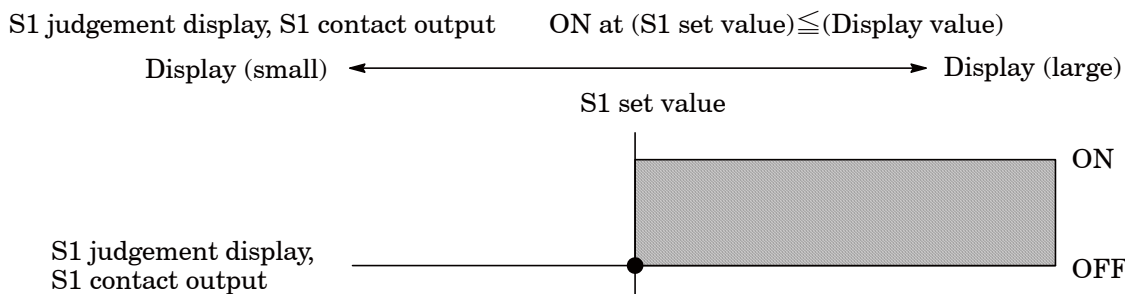 S1 judgement display, S1 contact output ON at (S1 set value)≦(Display value)
Display (small) Display (large)
S1 set value
ON
S1 judgement display,
S1 contact output
OFF